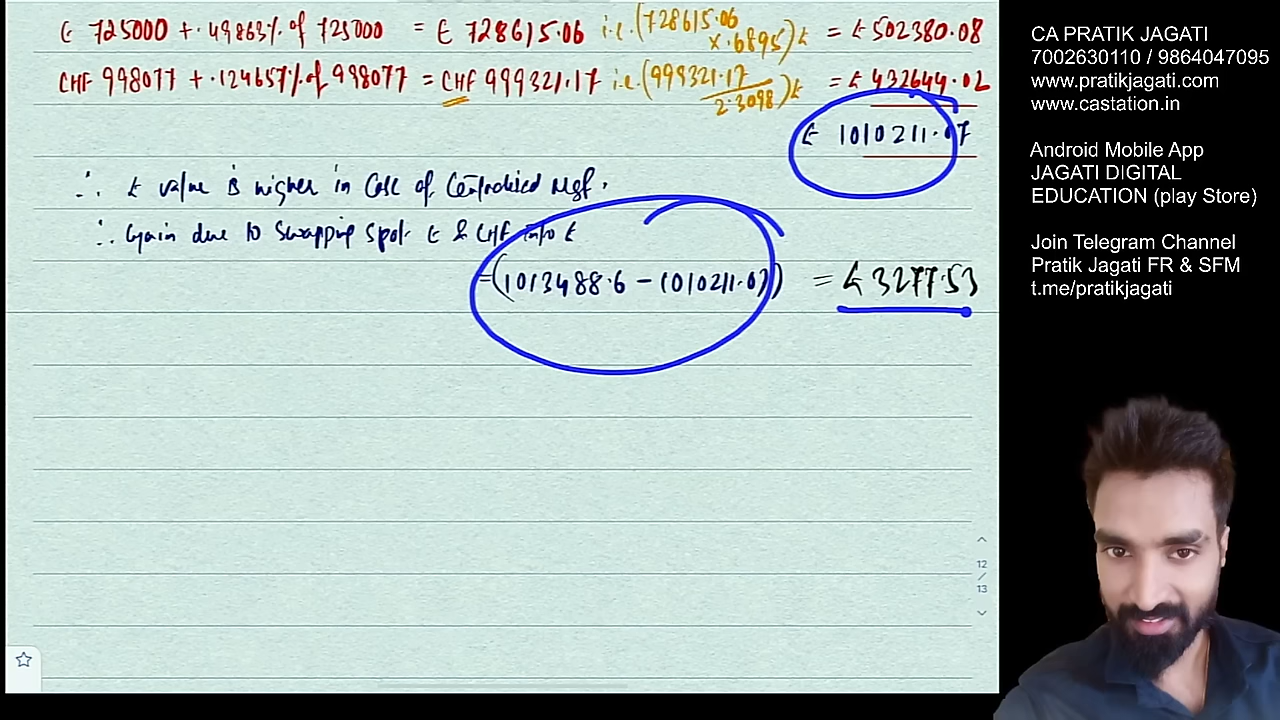 € 725000 + .49863% of 725000 = € 728615.06 i.e. (728615.06 x .6895) £ = £ 502380.08
CHF 998077 + .124657% of 998077 = CHF 999321.17 i.e. (999321.17 / 2.3098) £ = £ 432644.02
£ 1010211.07
∴ £ value is higher in Case of Centralised Mgt.
∴ Gain due to Swapping Spot € & CHF into £
= (1013488.6 - 1010211.07) = £ 3277.53
12
/
13
CA PRATIK JAGATI
7002630110 / 9864047095
www.pratikjagati.com
www.castation.in
Android Mobile App
JAGATI DIGITAL
EDUCATION (play Store)
Join Telegram Channel
Pratik Jagati FR & SFM
t.me/pratikjagati